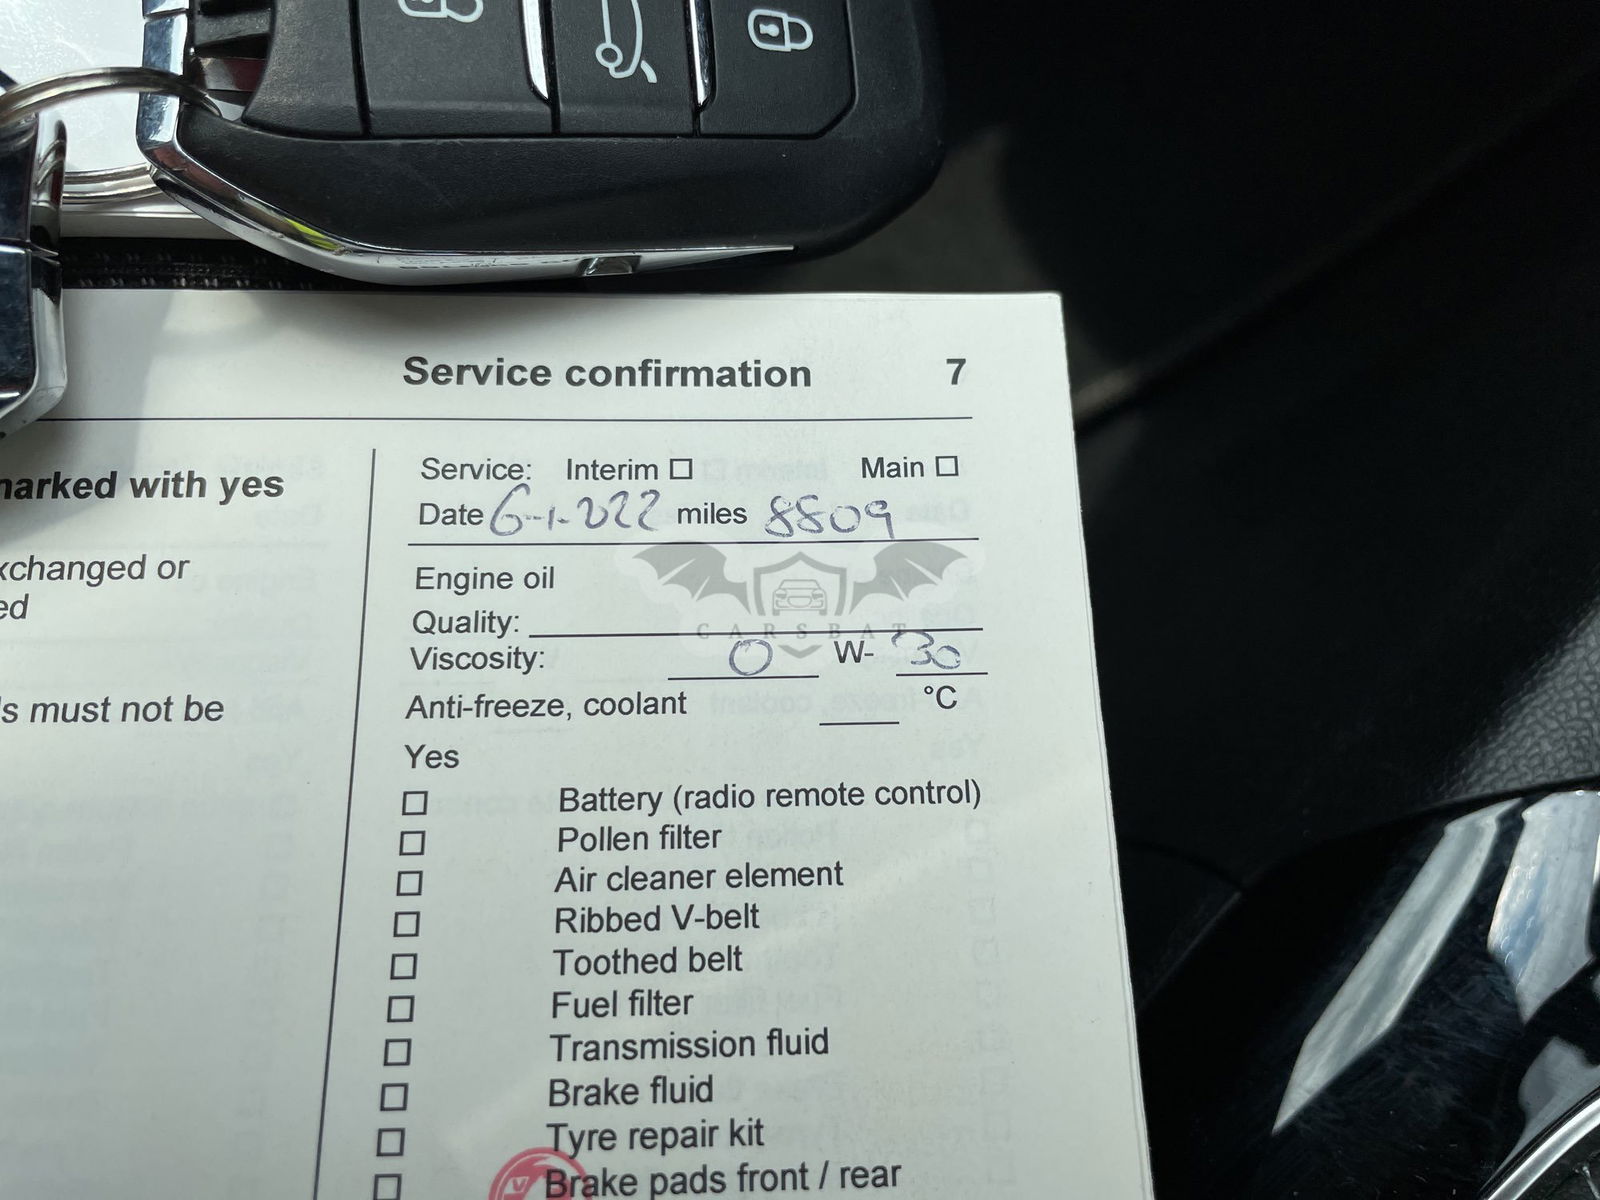 Service confirmation 7
marked with yes
xchanged or
ed
s must not be
Service: Interim ☐ Main ☐
Date 6-1-2022 miles 8809
Engine oil
Quality:
CARSBAT
Viscosity: 0 W- 30
Anti-freeze, coolant °C
Yes
☐ Battery (radio remote control)
☐ Pollen filter
☐ Air cleaner element
☐ Ribbed V-belt
☐ Toothed belt
☐ Fuel filter
☐ Transmission fluid
☐ Brake fluid
☐ Tyre repair kit
☐ Brake pads front / rear